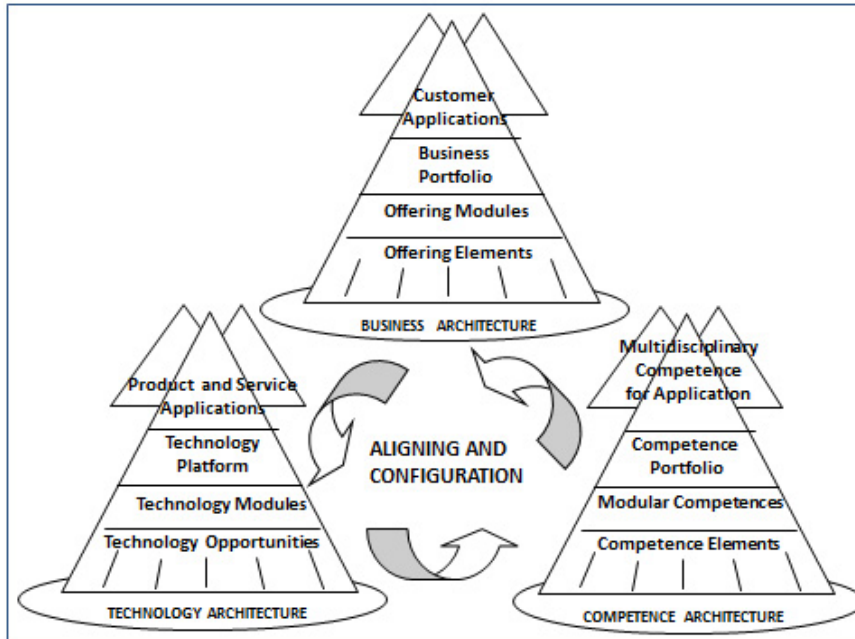 Customer
Applications
Business
Portfolio
Offering Modules
Offering Elements
BUSINESS ARCHITECTURE
Product and Service
Applications
Technology
Platform
Technology Modules
Technology Opportunities
TECHNOLOGY ARCHITECTURE
ALIGNING AND
CONFIGURATION
Multidisciplinary
Competence
for Application
Competence
Portfolio
Modular Competences
Competence Elements
COMPETENCE ARCHITECTURE